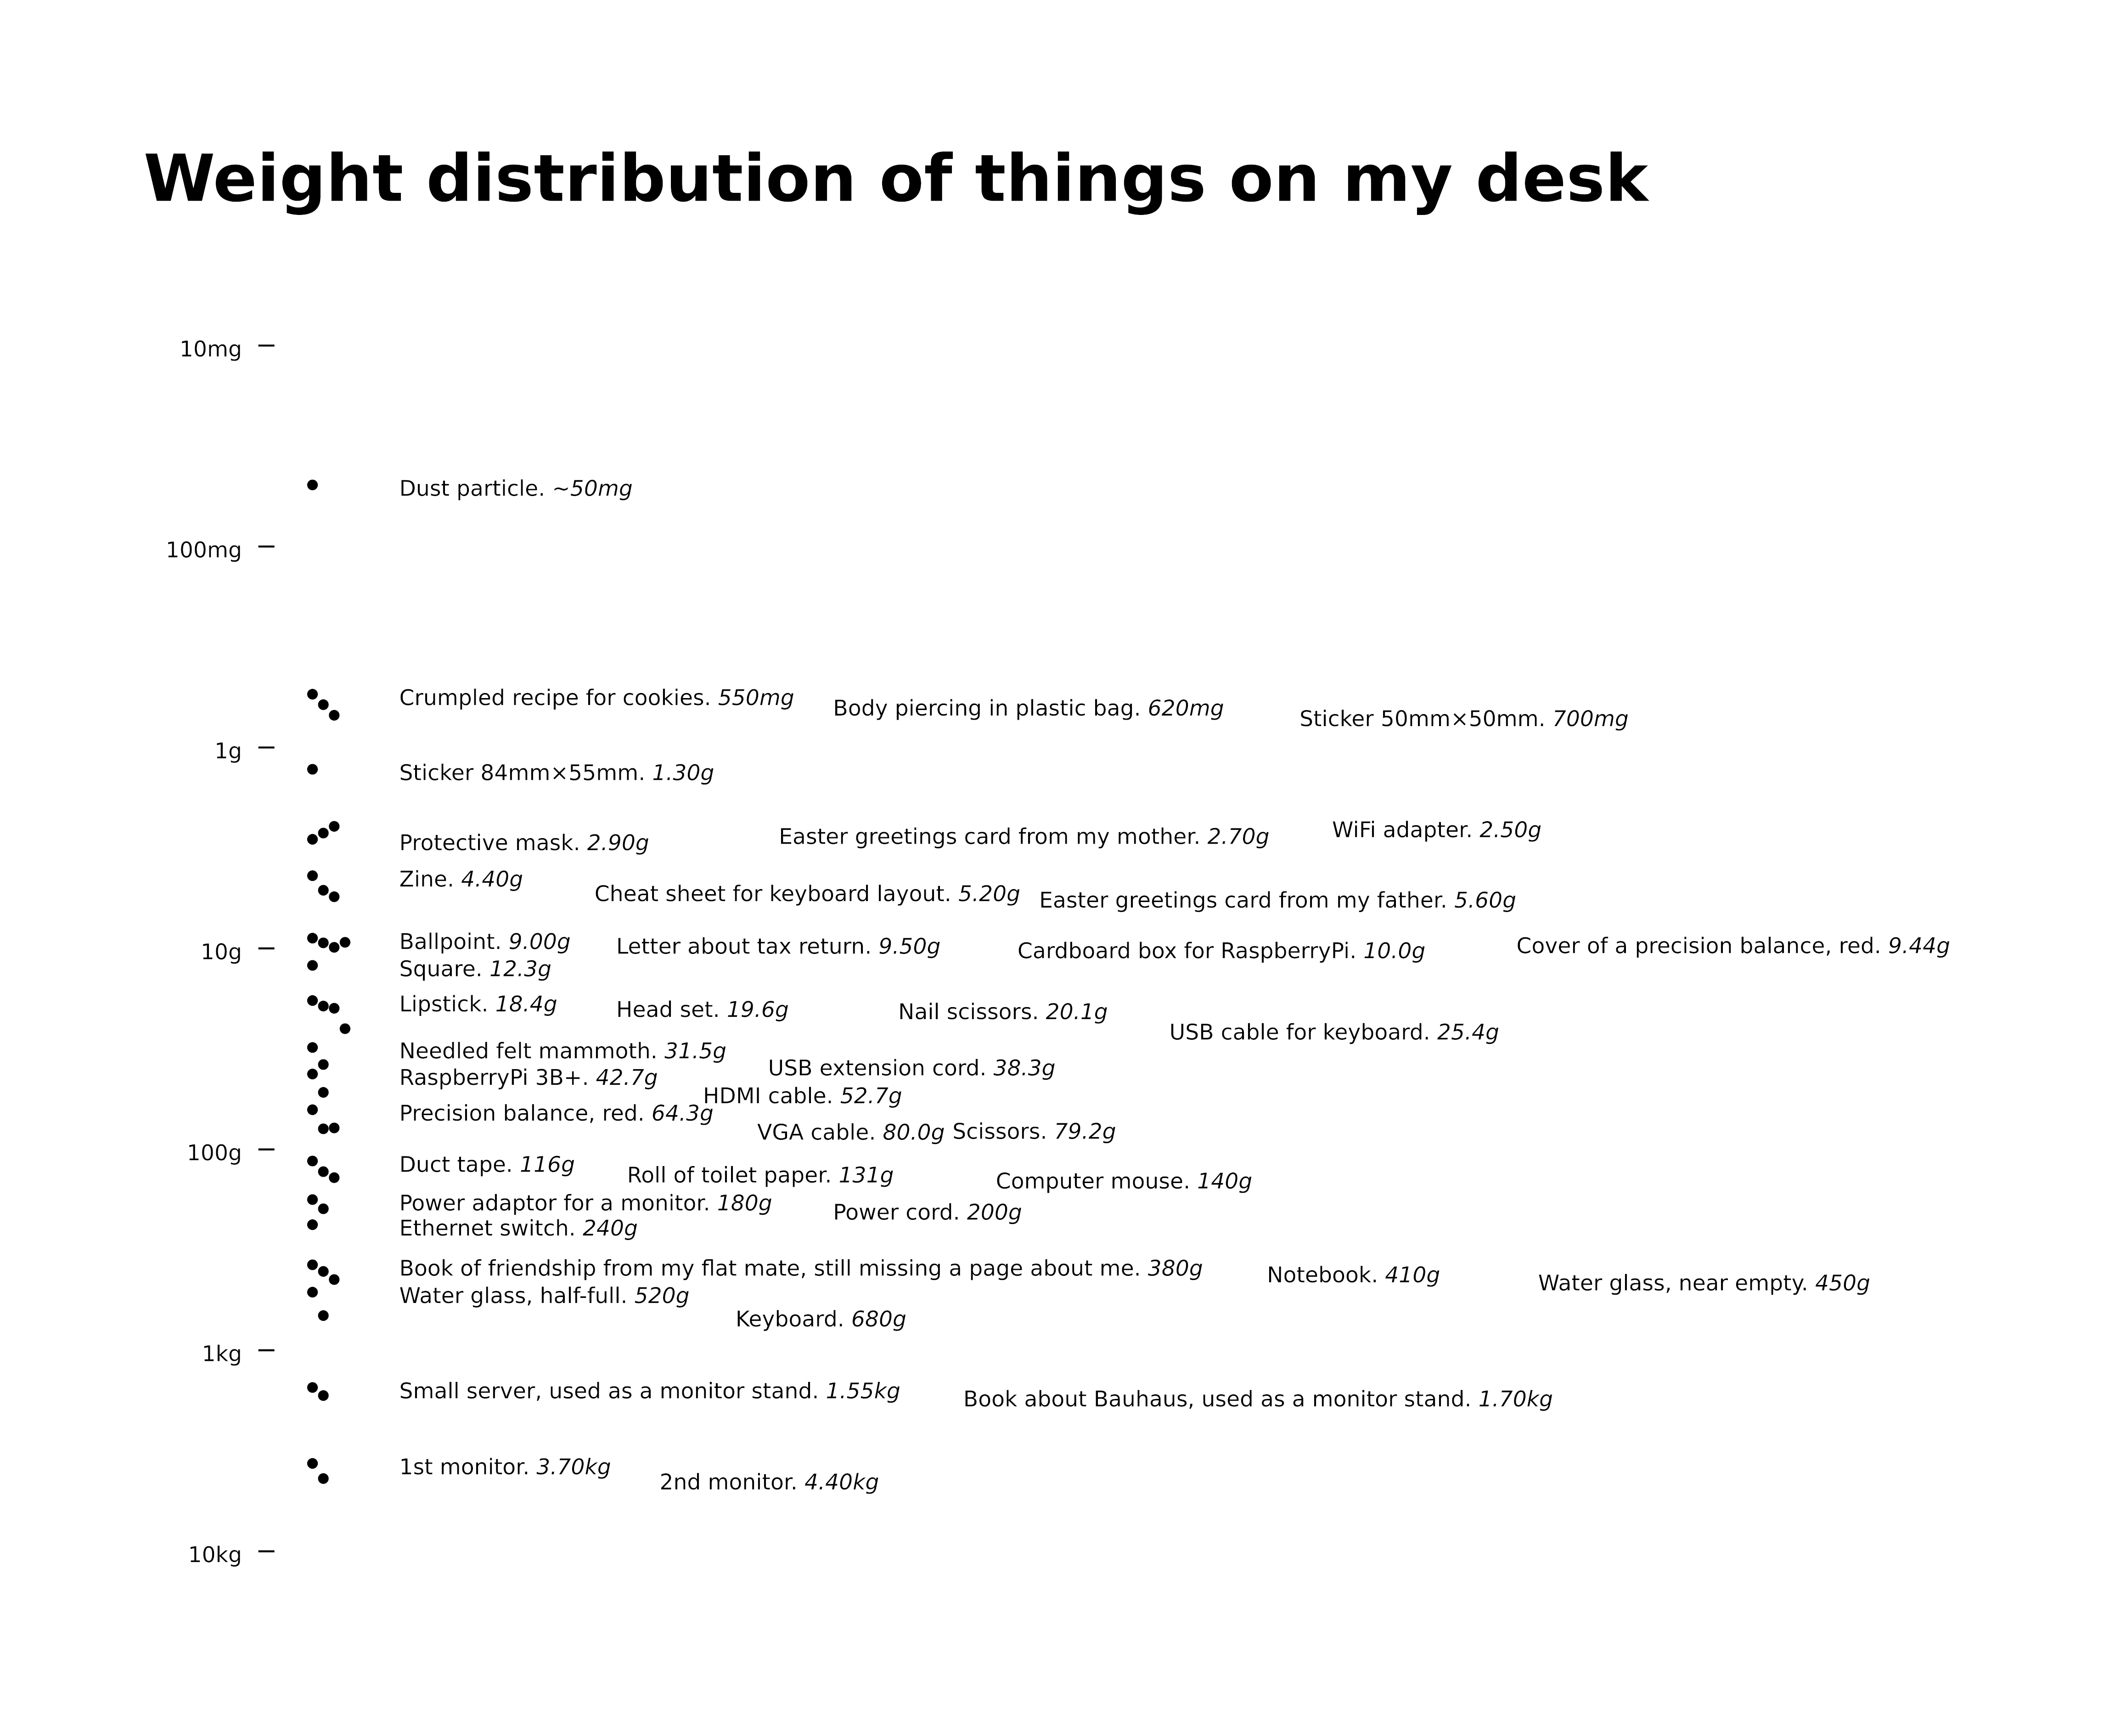 Weight distribution of things on my desk
10mg
Dust particle. ~50mg
100mg
Crumpled recipe for cookies. 550mg
Body piercing in plastic bag. 620mg
Sticker 50mm×50mm. 700mg
1g
Sticker 84mm×55mm. 1.30g
Protective mask. 2.90g
Easter greetings card from my mother. 2.70g
WiFi adapter. 2.50g
Zine. 4.40g
Cheat sheet for keyboard layout. 5.20g
Easter greetings card from my father. 5.60g
10g
Ballpoint. 9.00g
Letter about tax return. 9.50g
Cardboard box for RaspberryPi. 10.0g
Cover of a precision balance, red. 9.44g
Square. 12.3g
Lipstick. 18.4g
Head set. 19.6g
Nail scissors. 20.1g
USB cable for keyboard. 25.4g
Needled felt mammoth. 31.5g
USB extension cord. 38.3g
RaspberryPi 3B+. 42.7g
HDMI cable. 52.7g
Precision balance, red. 64.3g
VGA cable. 80.0g
Scissors. 79.2g
100g
Duct tape. 116g
Roll of toilet paper. 131g
Computer mouse. 140g
Power adaptor for a monitor. 180g
Power cord. 200g
Ethernet switch. 240g
Book of friendship from my flat mate, still missing a page about me. 380g
Notebook. 410g
Water glass, near empty. 450g
Water glass, half-full. 520g
Keyboard. 680g
1kg
Small server, used as a monitor stand. 1.55kg
Book about Bauhaus, used as a monitor stand. 1.70kg
1st monitor. 3.70kg
2nd monitor. 4.40kg
10kg